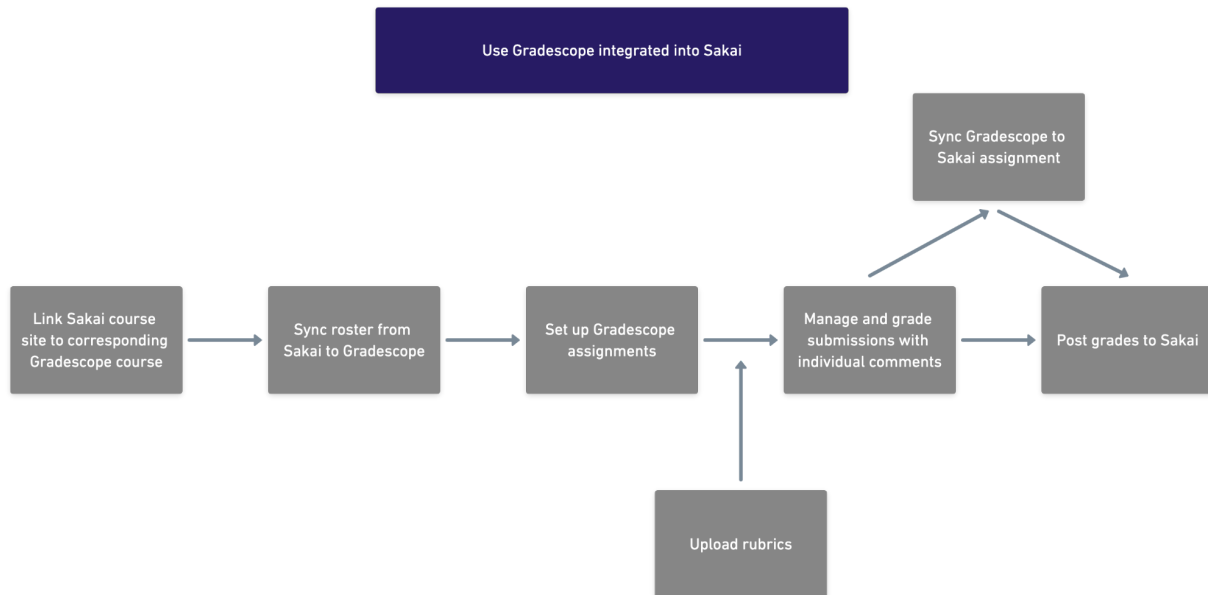 Use Gradescope integrated into Sakai
Sync Gradescope to
Sakai assignment
Link Sakai course
site to corresponding
Gradescope course
Sync roster from
Sakai to Gradescope
Set up Gradescope
assignments
Manage and grade
submissions with
individual comments
Post grades to Sakai
Upload rubrics